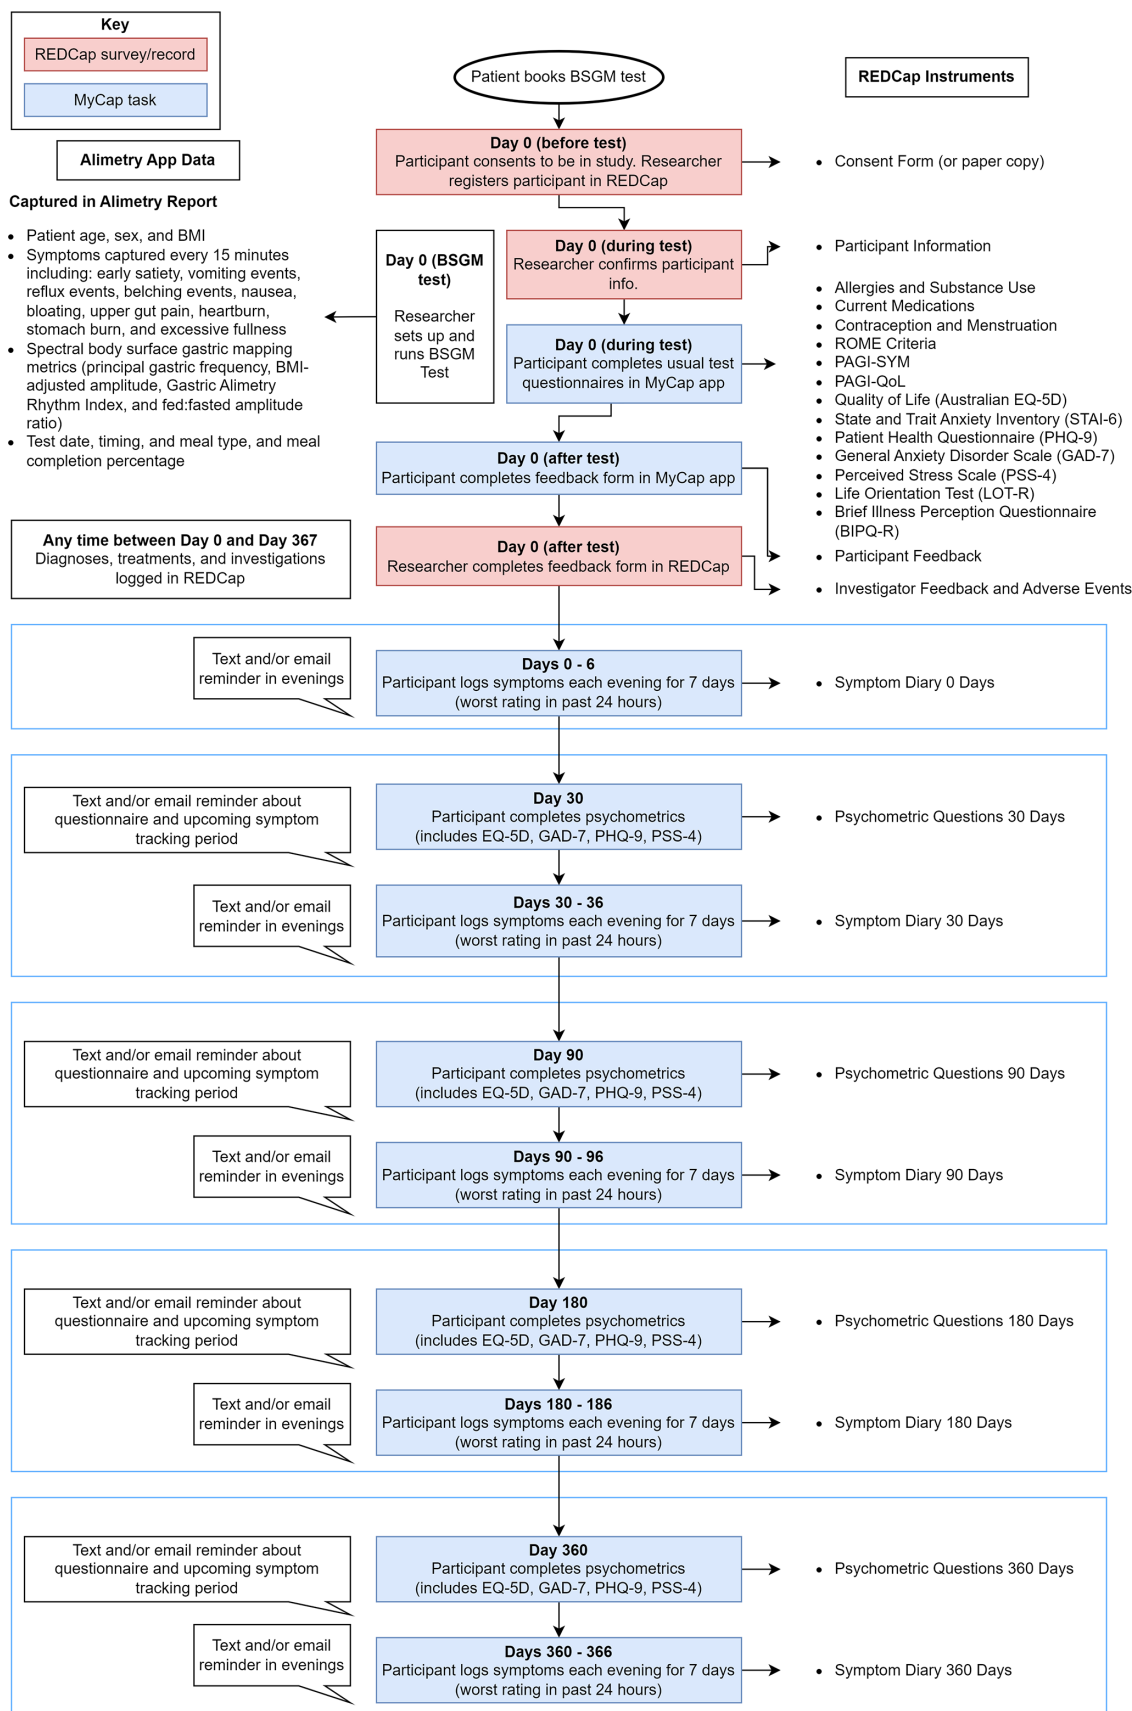 Key
REDCap survey/record
MyCap task
Patient books BSGM test
REDCap Instruments
Alimetry App Data
Day 0 (before test)
Participant consents to be in study. Researcher
registers participant in REDCap
Consent Form (or paper copy)
Captured in Alimetry Report
Patient age, sex, and BMI
Symptoms captured every 15 minutes
including: early satiety, vomiting events,
reflux events, belching events, nausea,
bloating, upper gut pain, heartburn,
stomach burn, and excessive fullness
Spectral body surface gastric mapping
metrics (principal gastric frequency, BMI-
adjusted amplitude, Gastric Alimetry
Rhythm Index, and fed:fasted amplitude
ratio)
Test date, timing, and meal type, and meal
completion percentage
Day 0 (BSGM
test)
Researcher
sets up and
runs BSGM
Test
Day 0 (during test)
Researcher confirms participant
info.
Participant Information
Day 0 (during test)
Participant completes usual test
questionnaires in MyCap app
Allergies and Substance Use
Current Medications
Contraception and Menstruation
ROME Criteria
PAGI-SYM
PAGI-QoL
Quality of Life (Australian EQ-5D)
State and Trait Anxiety Inventory (STAI-6)
Patient Health Questionnaire (PHQ-9)
General Anxiety Disorder Scale (GAD-7)
Perceived Stress Scale (PSS-4)
Life Orientation Test (LOT-R)
Brief Illness Perception Questionnaire
(BIPQ-R)
Day 0 (after test)
Participant completes feedback form in MyCap app
Participant Feedback
Any time between Day 0 and Day 367
Diagnoses, treatments, and investigations
logged in REDCap
Day 0 (after test)
Researcher completes feedback form in REDCap
Investigator Feedback and Adverse Events
Text and/or email
reminder in evenings
Days 0 - 6
Participant logs symptoms each evening for 7 days
(worst rating in past 24 hours)
Symptom Diary 0 Days
Text and/or email reminder about
questionnaire and upcoming symptom
tracking period
Day 30
Participant completes psychometrics
(includes EQ-5D, GAD-7, PHQ-9, PSS-4)
Psychometric Questions 30 Days
Text and/or email
reminder in evenings
Days 30 - 36
Participant logs symptoms each evening for 7 days
(worst rating in past 24 hours)
Symptom Diary 30 Days
Text and/or email reminder about
questionnaire and upcoming symptom
tracking period
Day 90
Participant completes psychometrics
(includes EQ-5D, GAD-7, PHQ-9, PSS-4)
Psychometric Questions 90 Days
Text and/or email
reminder in evenings
Days 90 - 96
Participant logs symptoms each evening for 7 days
(worst rating in past 24 hours)
Symptom Diary 90 Days
Text and/or email reminder about
questionnaire and upcoming symptom
tracking period
Day 180
Participant completes psychometrics
(includes EQ-5D, GAD-7, PHQ-9, PSS-4)
Psychometric Questions 180 Days
Text and/or email
reminder in evenings
Days 180 - 186
Participant logs symptoms each evening for 7 days
(worst rating in past 24 hours)
Symptom Diary 180 Days
Text and/or email reminder about
questionnaire and upcoming symptom
tracking period
Day 360
Participant completes psychometrics
(includes EQ-5D, GAD-7, PHQ-9, PSS-4)
Psychometric Questions 360 Days
Text and/or email
reminder in evenings
Days 360 - 366
Participant logs symptoms each evening for 7 days
(worst rating in past 24 hours)
Symptom Diary 360 Days